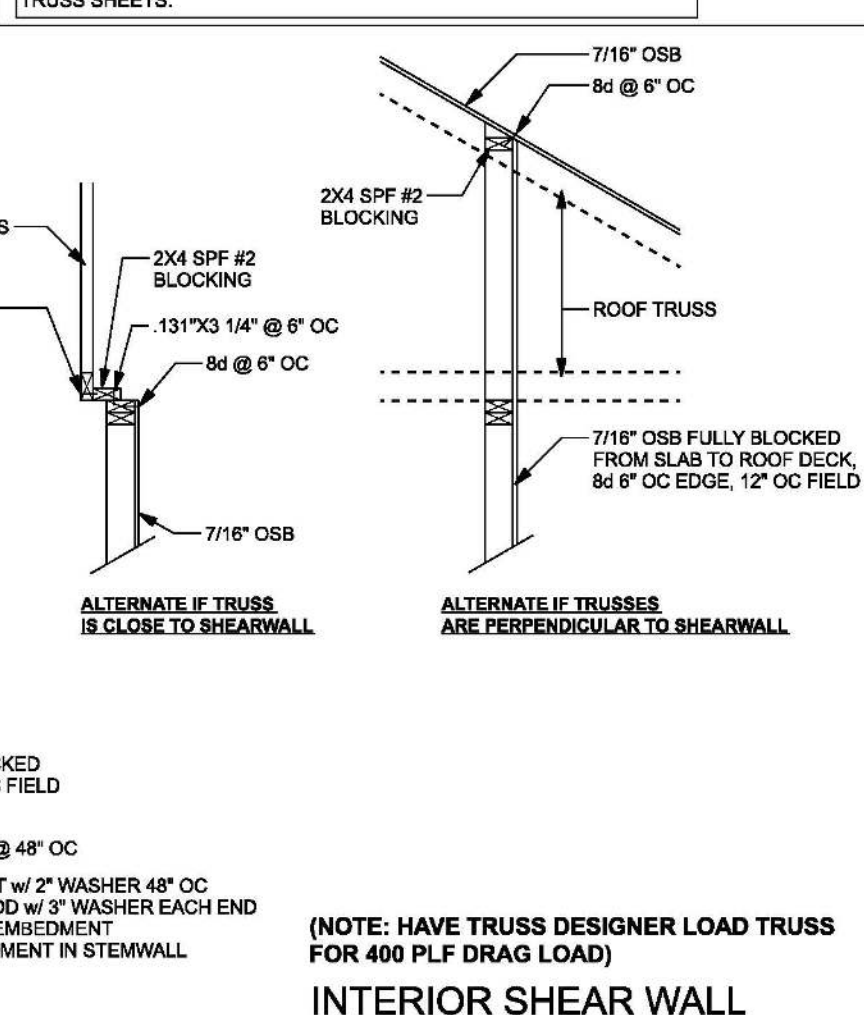 TRUSS SHEETS.
7/16" OSB
8d @ 6" OC
2X4 SPF #2
BLOCKING
2X4 SPF #2
BLOCKING
.131"X3 1/4" @ 6" OC
8d @ 6" OC
ROOF TRUSS
7/16" OSB FULLY BLOCKED
FROM SLAB TO ROOF DECK,
8d 6" OC EDGE, 12" OC FIELD
7/16" OSB
ALTERNATE IF TRUSS
IS CLOSE TO SHEARWALL
ALTERNATE IF TRUSSES
ARE PERPENDICULAR TO SHEARWALL
FIELD
@ 48" OC
w/ 2" WASHER 48" OC
w/ 3" WASHER EACH END
EMBEDMENT
IN STEMWALL
(NOTE: HAVE TRUSS DESIGNER LOAD TRUSS
FOR 400 PLF DRAG LOAD)
INTERIOR SHEAR WALL